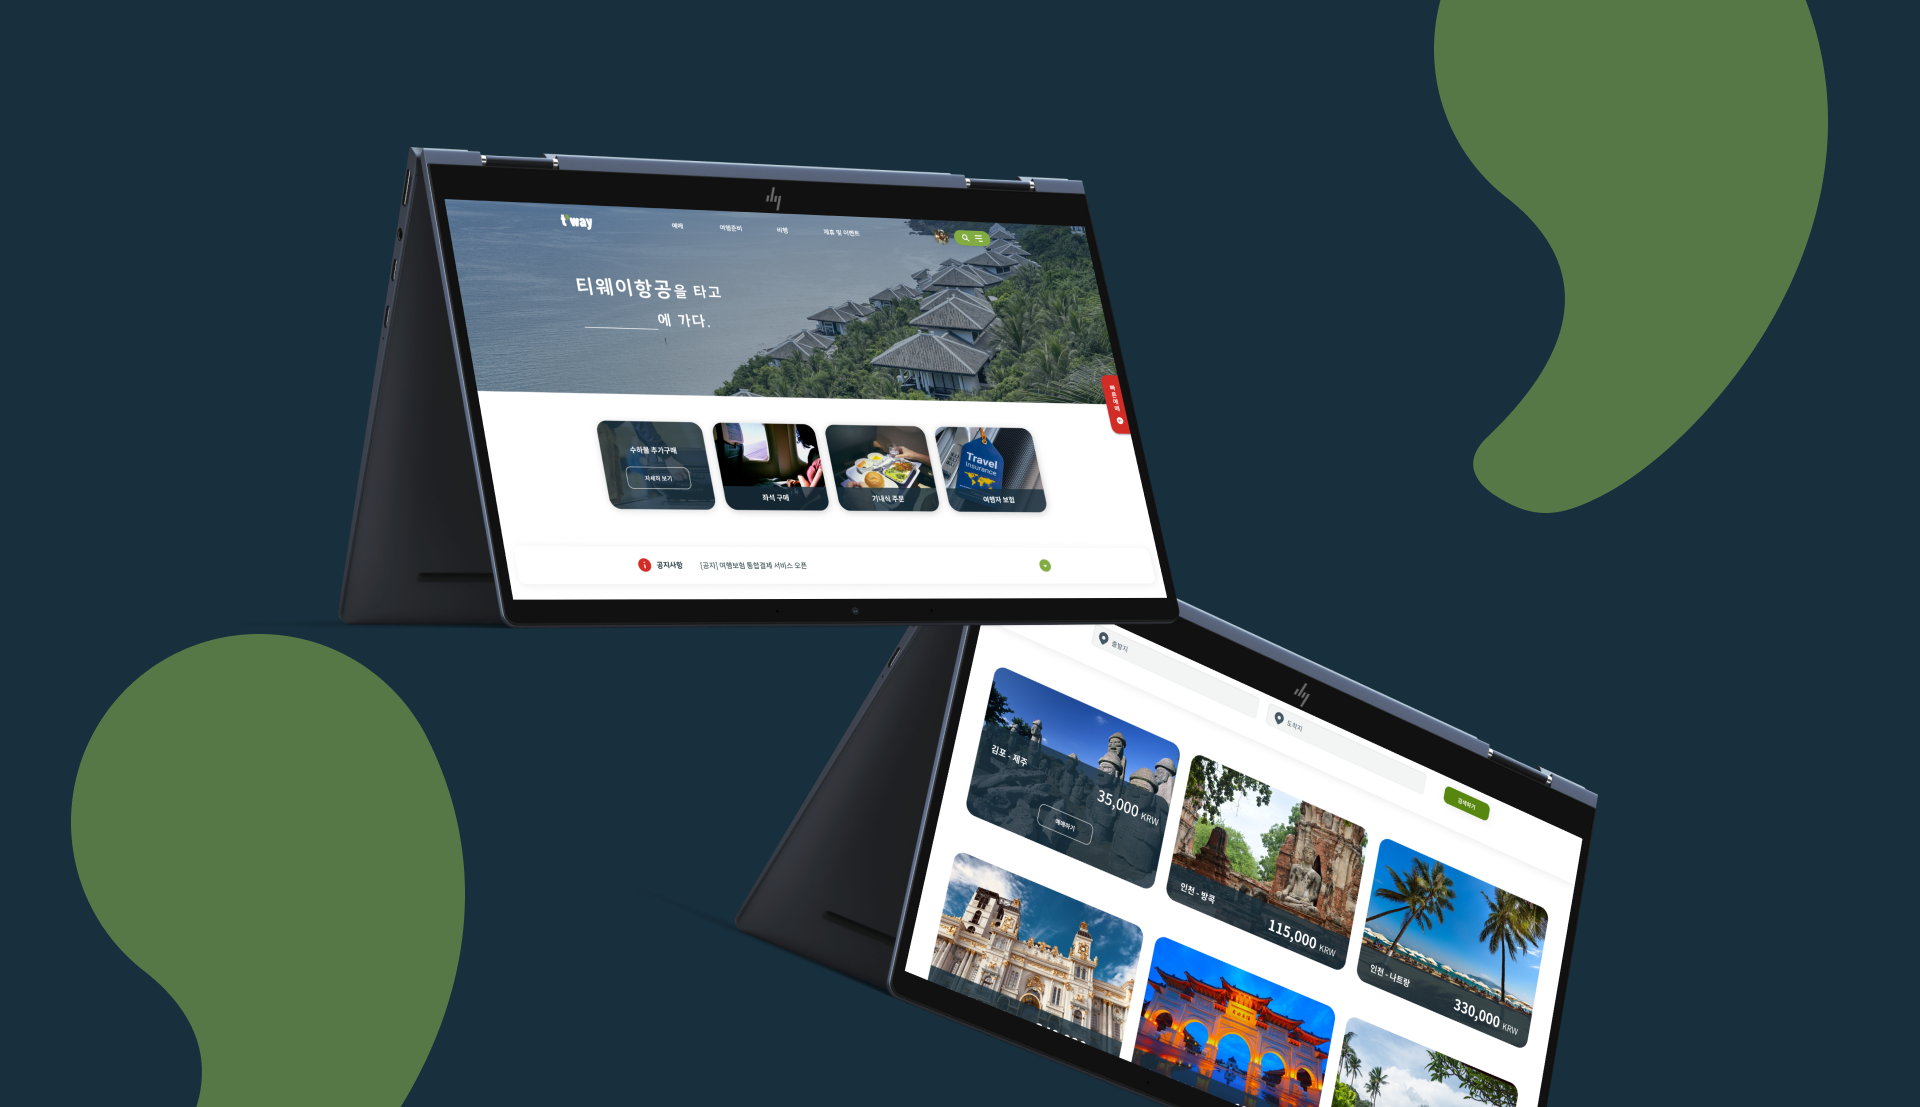 t'way
예매
여행준비
비행
제휴 및 이벤트
티웨이항공을 타고
에 가다.
빠른예매
수하물 추가구매
자세히 보기
좌석 구매
기내식 주문
Travel
Insurance
여행자 보험
공지사항
[공지] 여행보험 통합결제 서비스 오픈
출발지
도착지
검색하기
김포 - 제주
35,000 KRW
예매하기
인천 - 방콕
115,000 KRW
인천 - 나트랑
330,000 KRW